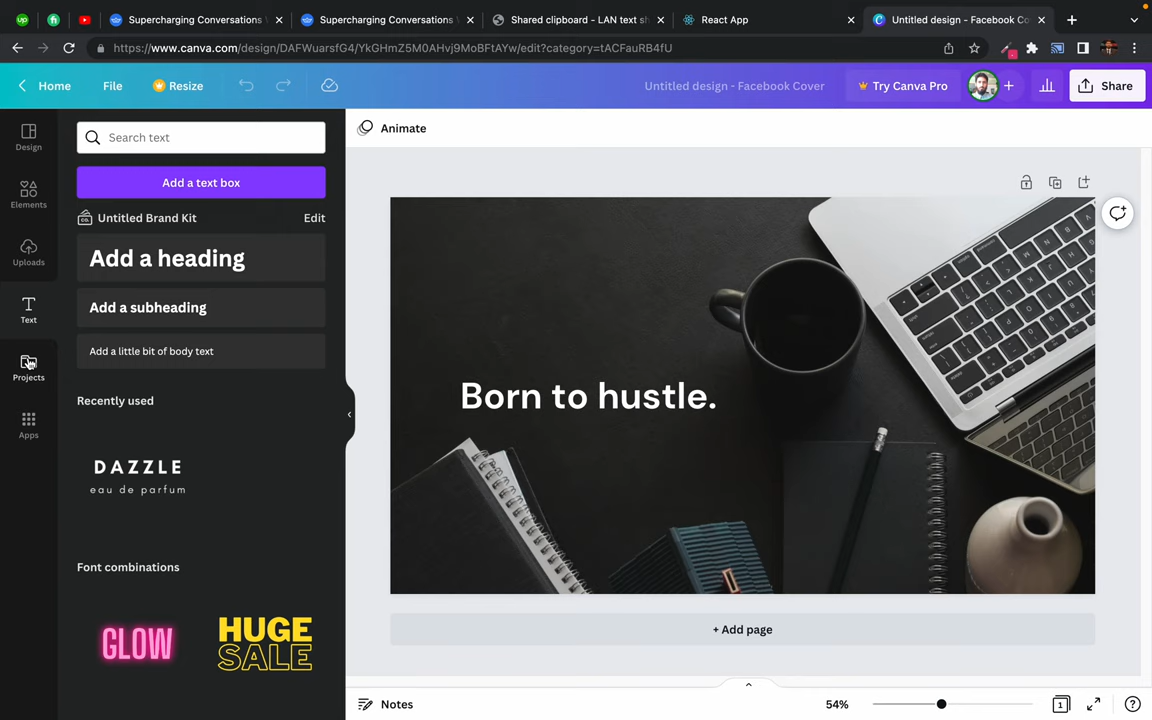 Supercharging Conversations
Supercharging Conversations
Shared clipboard - LAN text sh
React App
Untitled design - Facebook Co
https://www.canva.com/design/DAFWuarsfG4/YkGHmZ5M0AHvj9MoBFtAYw/edit?category=tACFauRB4fU
Home
File
Resize
Untitled design - Facebook Cover
Try Canva Pro
Share
Design
Elements
Uploads
Text
Projects
Apps
Search text
Add a text box
Untitled Brand Kit
Edit
Add a heading
Add a subheading
Add a little bit of body text
Recently used
DAZZLE
eau de parfum
Font combinations
GLOW
HUGE
SALE
Animate
Born to hustle.
+ Add page
Notes
54%
1